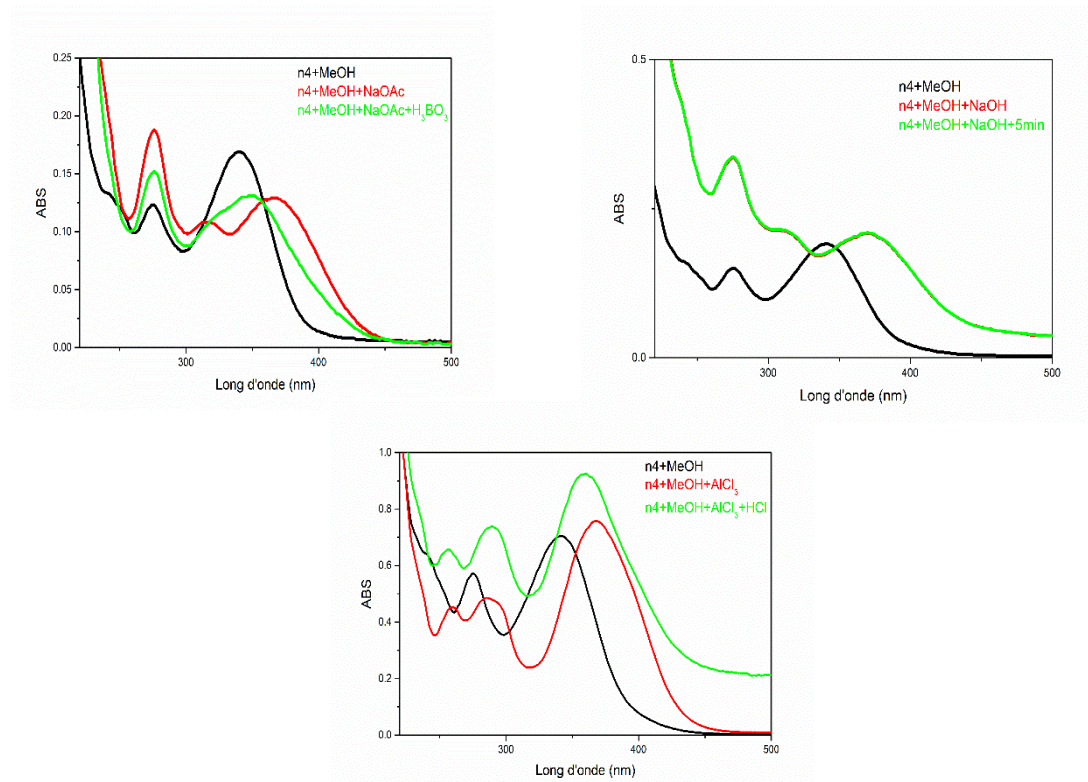 n4+MeOH
n4+MeOH+NaOAc
n4+MeOH+NaOAc+H₃BO₃
0.25
0.20
0.15
0.10
0.05
0.00
ABS
300
400
500
Long d'onde (nm)
n4+MeOH
n4+MeOH+NaOH
n4+MeOH+NaOH+5min
0.5
0.0
ABS
300
400
500
Long d'onde (nm)
n4+MeOH
n4+MeOH+AlCl₃
n4+MeOH+AlCl₃+HCl
1.0
0.8
0.6
0.4
0.2
0.0
ABS
300
400
500
Long d'onde (nm)